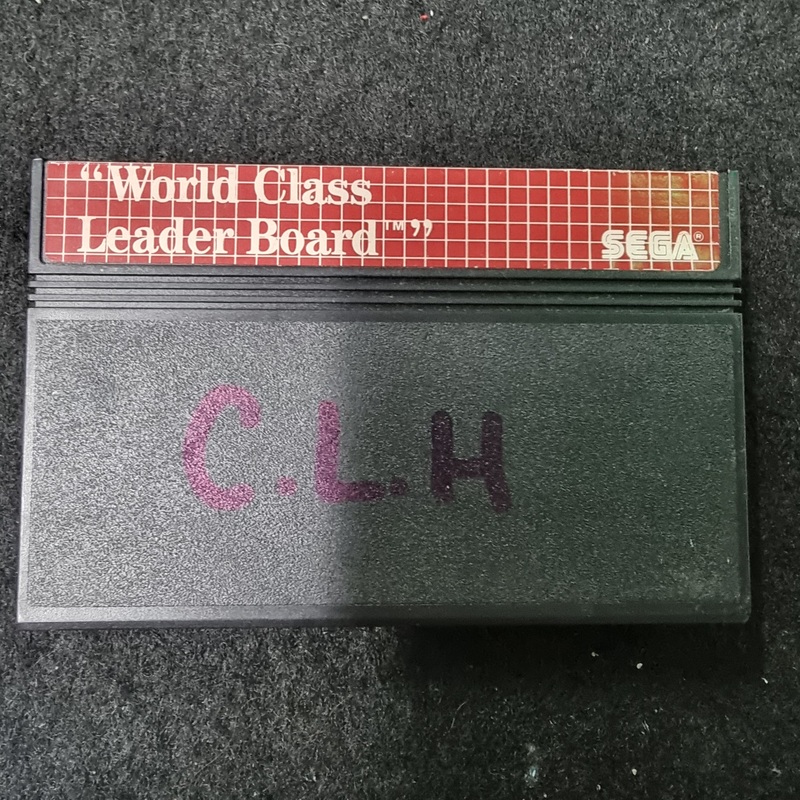 “World Class
Leader Board™”
SEGA®
C.L.H